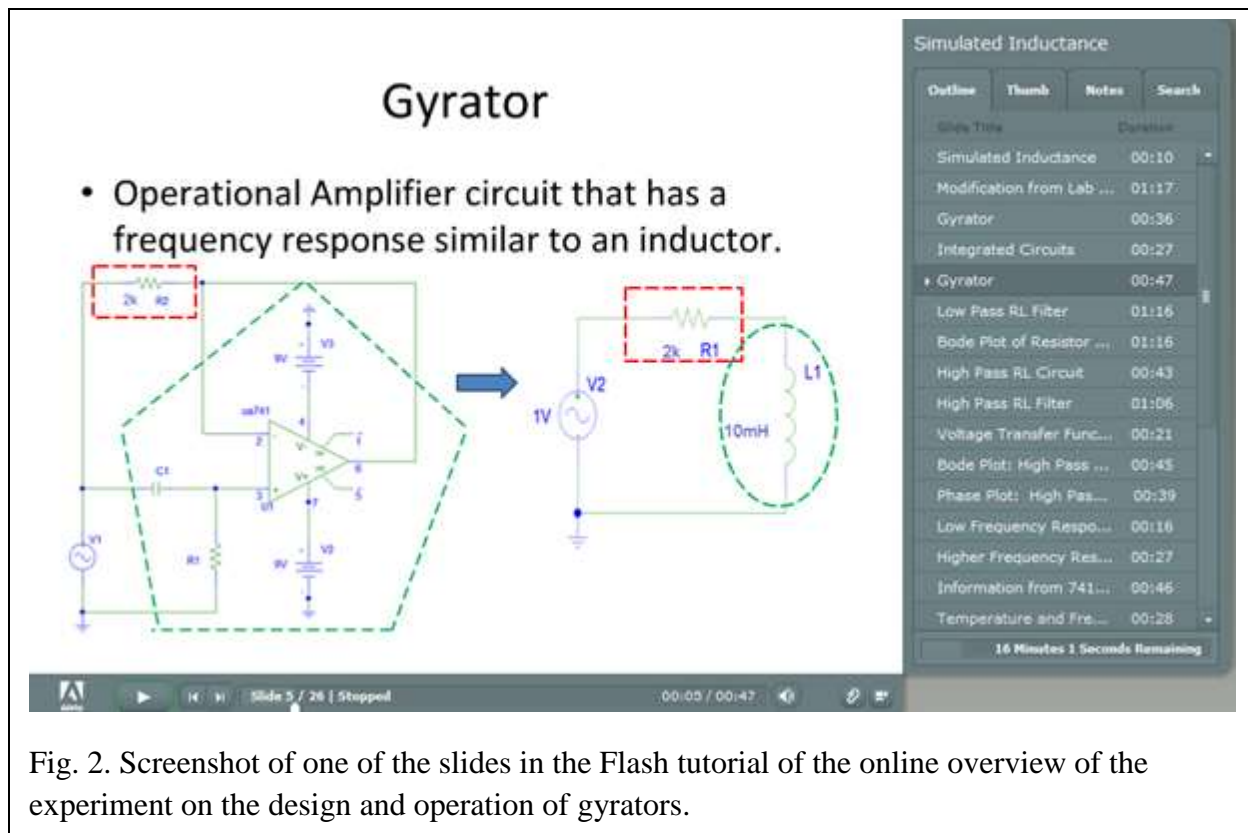 Gyrator
• Operational Amplifier circuit that has a
frequency response similar to an inductor.
2k
9V
V3
ua741
2
4
V-
V+
6
5
3
U1
7
C1
R1
V1
9V
V2
2k R1
V2
1V
L1
10mH
Simulated Inductance
Outline Thumb Notes Search
Slide Title Duration
Simulated Inductance 00:10
Modification from Lab ... 01:17
Gyrator 00:36
Integrated Circuits 00:27
Gyrator 00:47
Low Pass RL Filter 01:16
Bode Plot of Resistor ... 01:16
High Pass RL Circuit 00:43
High Pass RL Filter 01:06
Voltage Transfer Func... 00:21
Bode Plot: High Pass ... 00:45
Phase Plot: High Pas... 00:39
Low Frequency Respo... 00:16
Higher Frequency Res... 00:27
Information from 741... 00:46
Temperature and Fre... 00:28
16 Minutes 1 Seconds Remaining
Slide 5 / 26 | Stopped
00:05 / 00:47
Fig. 2. Screenshot of one of the slides in the Flash tutorial of the online overview of the
experiment on the design and operation of gyrators.